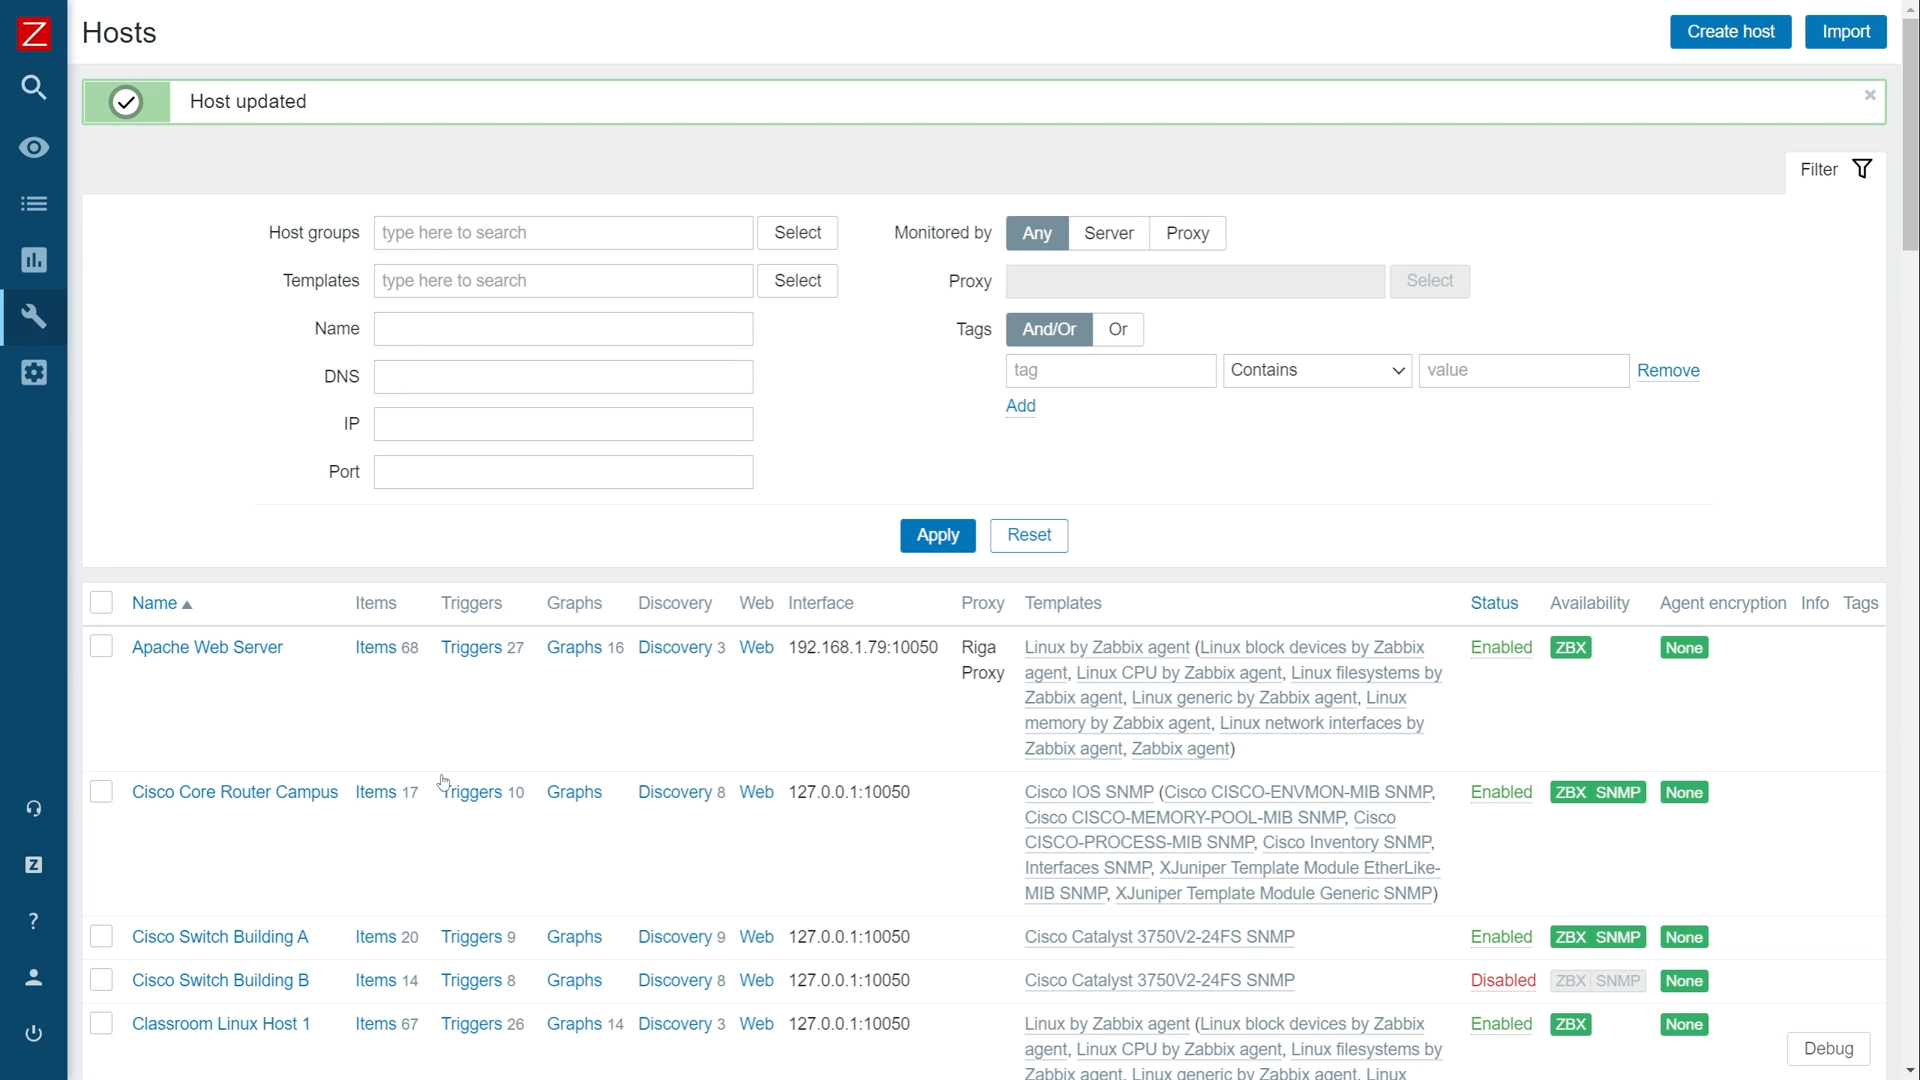 Z
Hosts
Create host
Import
Host updated
Filter
Host groups type here to search Select
Monitored by Any Server Proxy
Templates type here to search Select
Proxy Select
Name
Tags And/Or Or
DNS
tag Contains value Remove
Add
IP
Port
Apply Reset
Name Items Triggers Graphs Discovery Web Interface Proxy Templates Status Availability Agent encryption Info Tags
Apache Web Server Items 68 Triggers 27 Graphs 16 Discovery 3 Web 192.168.1.79:10050 Riga Linux by Zabbix agent (Linux block devices by Zabbix Enabled ZBX None
Proxy agent, Linux CPU by Zabbix agent, Linux filesystems by
Zabbix agent, Linux generic by Zabbix agent, Linux
memory by Zabbix agent, Linux network interfaces by
Zabbix agent, Zabbix agent)
Cisco Core Router Campus Items 17 Triggers 10 Graphs Discovery 8 Web 127.0.0.1:10050 Cisco IOS SNMP (Cisco CISCO-ENVMON-MIB SNMP, Enabled ZBX SNMP None
Cisco CISCO-MEMORY-POOL-MIB SNMP, Cisco
CISCO-PROCESS-MIB SNMP, Cisco Inventory SNMP,
Interfaces SNMP, XJuniper Template Module EtherLike-
MIB SNMP, XJuniper Template Module Generic SNMP)
Cisco Switch Building A Items 20 Triggers 9 Graphs Discovery 9 Web 127.0.0.1:10050 Cisco Catalyst 3750V2-24FS SNMP Enabled ZBX SNMP None
Cisco Switch Building B Items 14 Triggers 8 Graphs Discovery 8 Web 127.0.0.1:10050 Cisco Catalyst 3750V2-24FS SNMP Disabled ZBX SNMP None
Classroom Linux Host 1 Items 67 Triggers 26 Graphs 14 Discovery 3 Web 127.0.0.1:10050 Linux by Zabbix agent (Linux block devices by Zabbix Enabled ZBX None
agent, Linux CPU by Zabbix agent, Linux filesystems by
Zabbix agent, Linux generic by Zabbix agent, Linux
Debug
Z
?